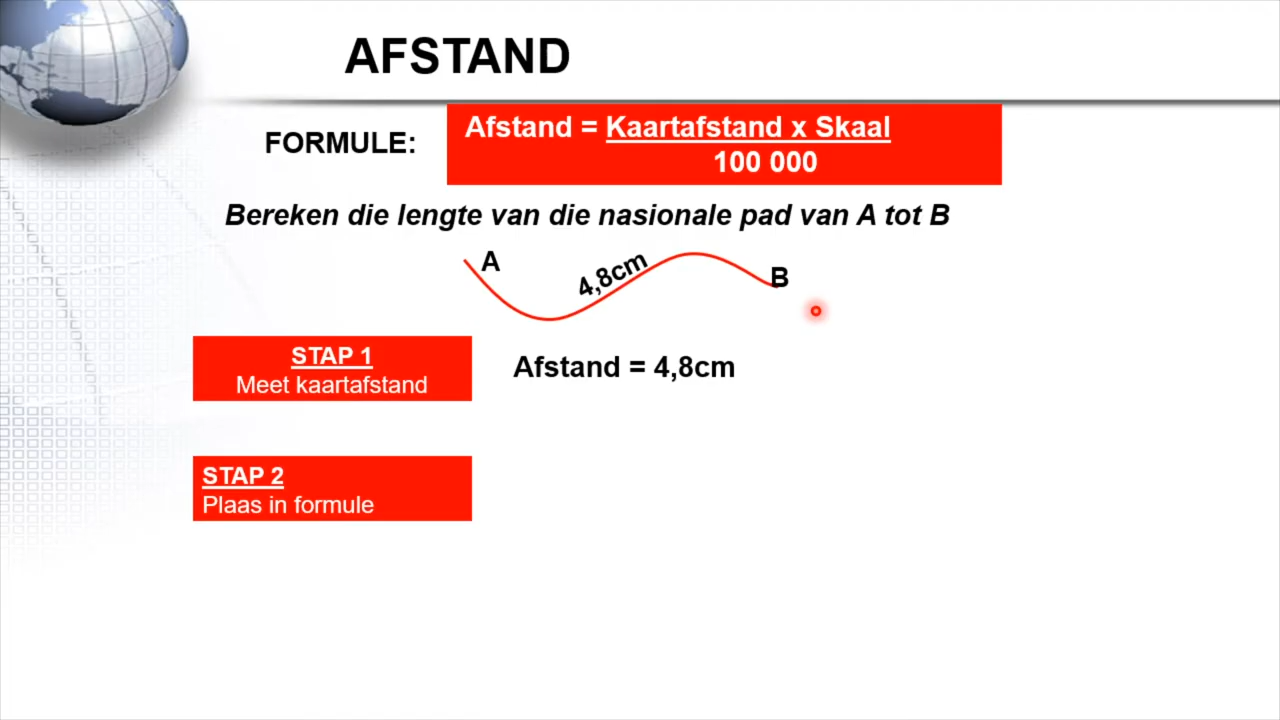 AFSTAND
FORMULE:
Afstand = Kaartafstand x Skaal
100 000
Bereken die lengte van die nasionale pad van A tot B
A
4,8cm
B
STAP 1
Meet kaartafstand
Afstand = 4,8cm
STAP 2
Plaas in formule